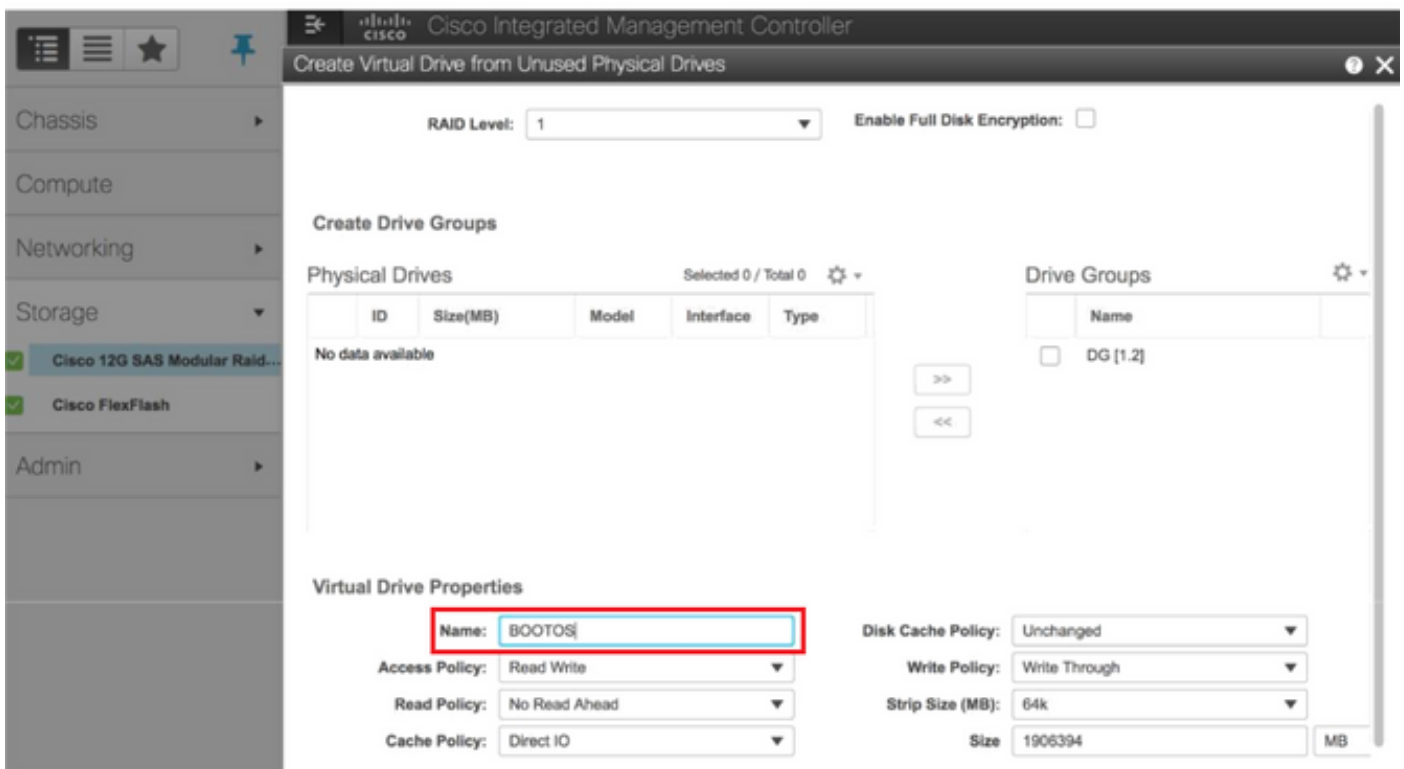 cisco Cisco Integrated Management Controller
Create Virtual Drive from Unused Physical Drives
Chassis
Compute
Networking
Storage
Cisco 12G SAS Modular Raid...
Cisco FlexFlash
Admin
RAID Level: 1 Enable Full Disk Encryption:
Create Drive Groups
Physical Drives Selected 0 / Total 0 Drive Groups
ID Size(MB) Model Interface Type Name
No data available DG [1.2]
>>
<<
Virtual Drive Properties
Name: BOOTOS Disk Cache Policy: Unchanged
Access Policy: Read Write Write Policy: Write Through
Read Policy: No Read Ahead Strip Size (MB): 64k
Cache Policy: Direct IO Size 1906394 MB